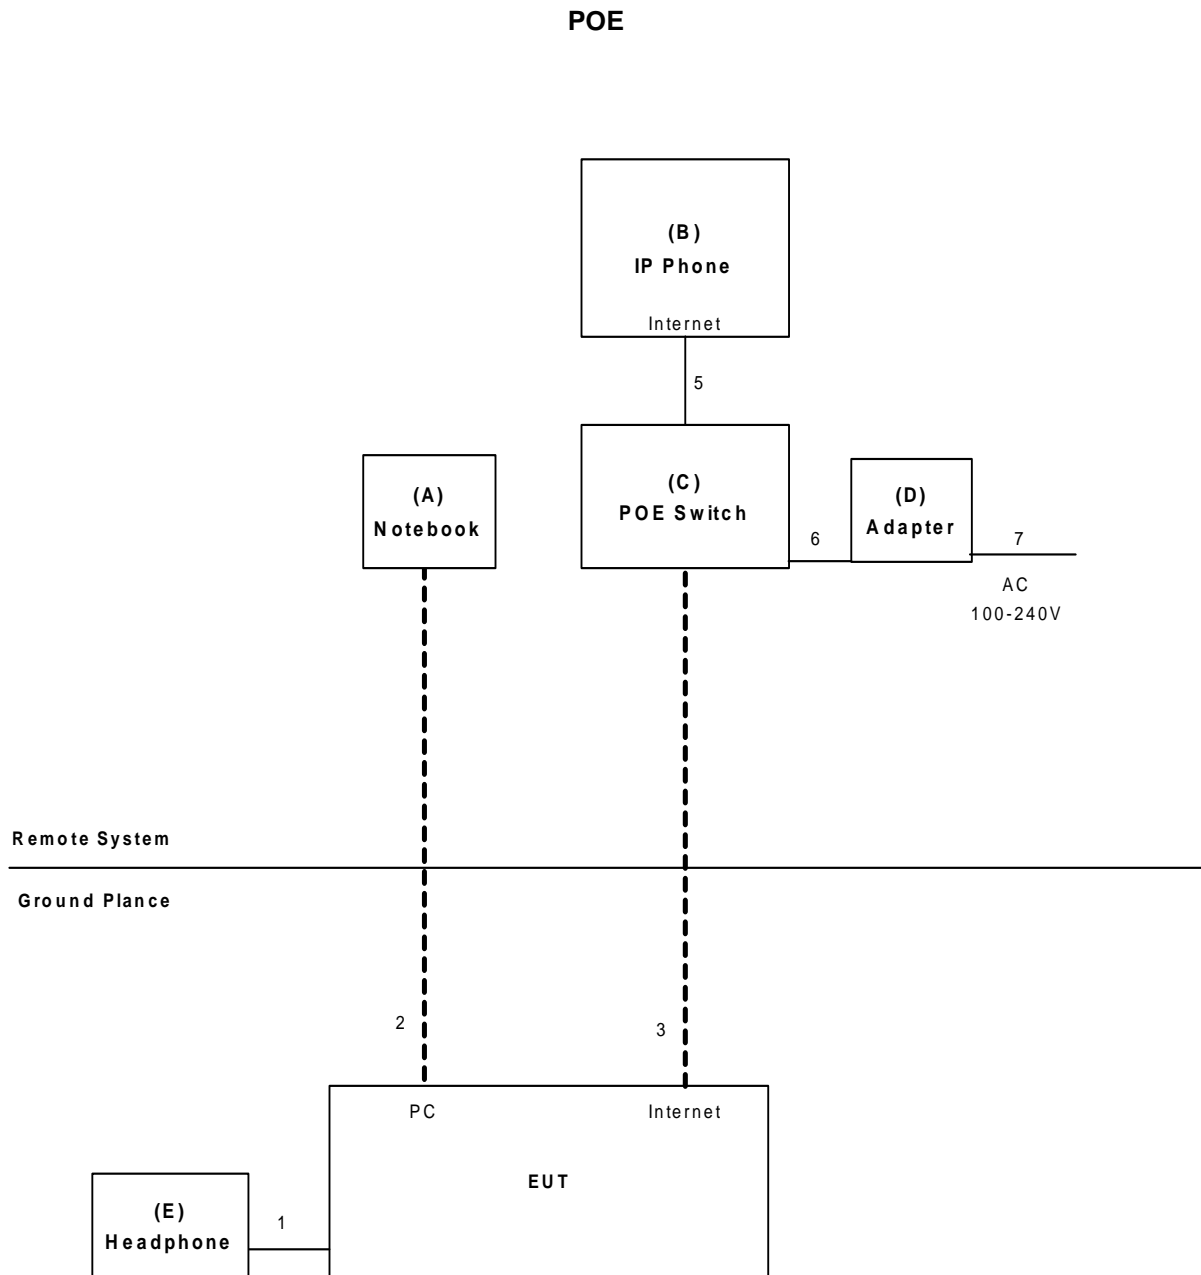 POE
(B)
IP Phone
Internet
5
(A)
Notebook
(C)
POE Switch
6
(D)
Adapter
7
AC
100-240V
Remote System
Ground Plance
2
3
PC
Internet
EUT
(E)
Headphone
1